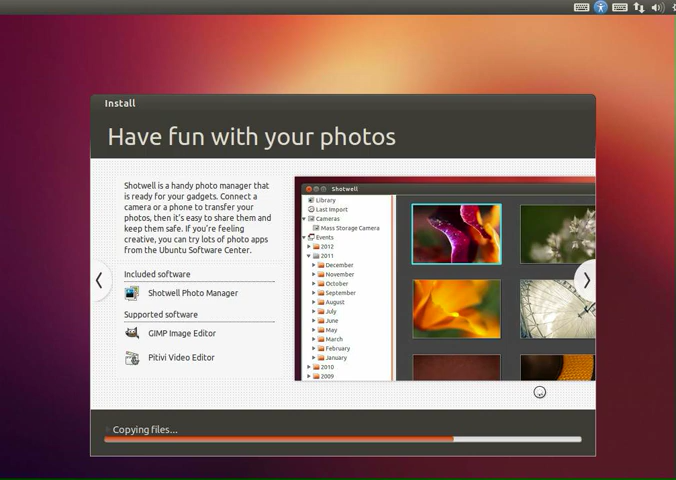 Install
Have fun with your photos
Shotwell is a handy photo manager that
is ready for your gadgets. Connect a
camera or a phone to transfer your
photos, then it's easy to share them and
keep them safe. If you're feeling
creative, you can try lots of photo apps
from the Ubuntu Software Center.
Included software
Shotwell Photo Manager
Supported software
GIMP Image Editor
Pitivi Video Editor
Shotwell
Library
Last Import
Cameras
Mass Storage Camera
Events
2012
2011
December
November
October
September
August
July
June
May
March
February
January
2010
2009
Copying files...